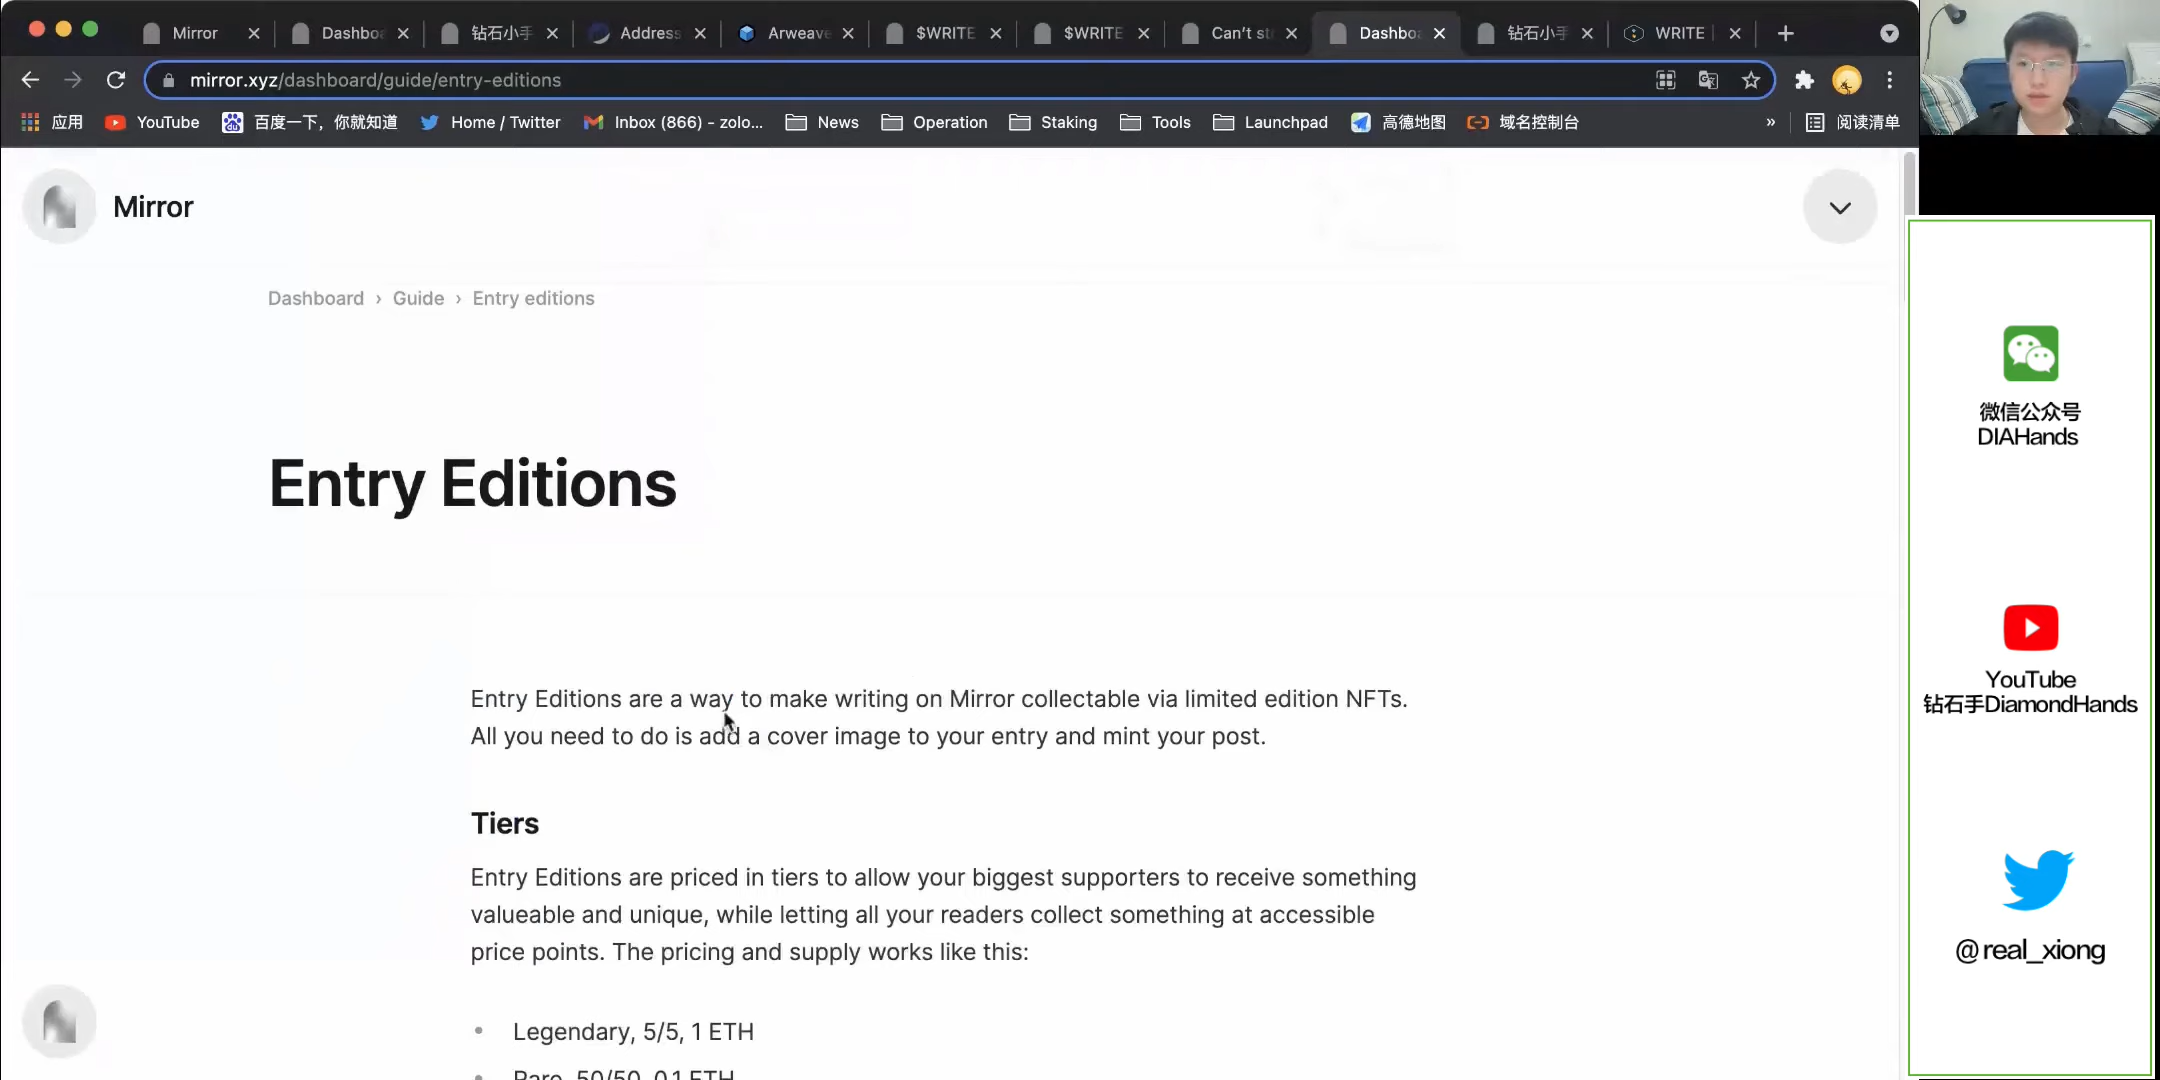 Mirror
Dashboa
钻石小手
Address
Arweave
$WRITE
$WRITE
Can't st
Dashboa
钻石小手
WRITE
mirror.xyz/dashboard/guide/entry-editions
应用
YouTube
百度一下，你就知道
Home / Twitter
Inbox (866) - zolo...
News
Operation
Staking
Tools
Launchpad
高德地图
域名控制台
»
阅读清单
Mirror
Dashboard › Guide › Entry editions
Entry Editions
Entry Editions are a way to make writing on Mirror collectable via limited edition NFTs.
All you need to do is add a cover image to your entry and mint your post.
Tiers
Entry Editions are priced in tiers to allow your biggest supporters to receive something
valueable and unique, while letting all your readers collect something at accessible
price points. The pricing and supply works like this:
• Legendary, 5/5, 1 ETH
• Rare, 50/50, 0.1 ETH
微信公众号
DIAHands
YouTube
钻石手DiamondHands
@real_xiong